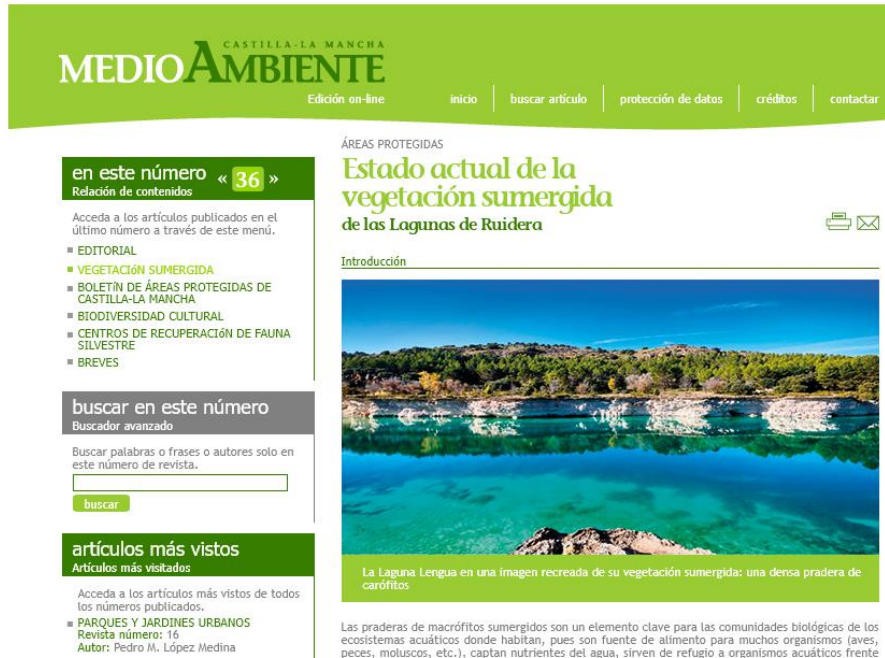 CASTILLA-LA MANCHA
MEDIOAMBIENTE
Edición on-line
inicio
buscar artículo
protección de datos
créditos
contactar
en este número « 36 »
Relación de contenidos
Acceda a los artículos publicados en el
último número a través de este menú.
EDITORIAL
VEGETACIóN SUMERGIDA
BOLETíN DE ÁREAS PROTEGIDAS DE
CASTILLA-LA MANCHA
BIODIVERSIDAD CULTURAL
CENTROS DE RECUPERACIóN DE FAUNA
SILVESTRE
BREVES
buscar en este número
Buscador avanzado
Buscar palabras o frases o autores solo en
este número de revista.
buscar
artículos más vistos
Artículos más visitados
Acceda a los artículos más vistos de todos
los números publicados.
PARQUES Y JARDINES URBANOS
Revista número: 16
Autor: Pedro M. López Medina
ÁREAS PROTEGIDAS
Estado actual de la
vegetación sumergida
de las Lagunas de Ruidera
Introducción
La Laguna Lengua en una imagen recreada de su vegetación sumergida: una densa pradera de
carófitos
Las praderas de macrófitos sumergidos son un elemento clave para las comunidades biológicas de los
ecosistemas acuáticos donde habitan, pues son fuente de alimento para muchos organismos (aves,
peces, moluscos, etc.), captan nutrientes del agua, sirven de refugio a organismos acuáticos frente